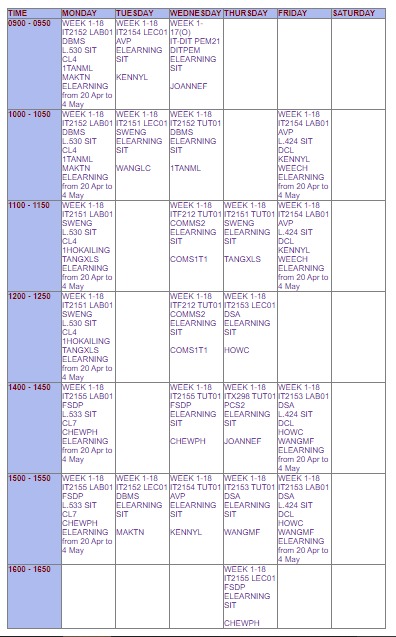 TIME MONDAY TUESDAY WEDNESDAY THURSDAY FRIDAY SATURDAY
0900 - 0950
WEEK 1-18
IT2152 LAB01
DBMS
L.530 SIT
CL4
1TANML
MAKTN
ELEARNING
from 20 Apr to
4 May
WEEK 1-18
IT2154 LEC01
AVP
ELEARNING
SIT
KENNYL
WEEK 1-
17(O)
IT-DIT PEM21
DITPEM
ELEARNING
SIT
JOANNEF
1000 - 1050
WEEK 1-18
IT2152 LAB01
DBMS
L.530 SIT
CL4
1TANML
MAKTN
ELEARNING
from 20 Apr to
4 May
WEEK 1-18
IT2151 LEC01
SWENG
ELEARNING
SIT
WANGLC
WEEK 1-18
IT2152 TUT01
DBMS
ELEARNING
SIT
1TANML
WEEK 1-18
IT2154 LAB01
AVP
L.424 SIT
DCL
KENNYL
WEECH
ELEARNING
from 20 Apr to
4 May
1100 - 1150
WEEK 1-18
IT2151 LAB01
SWENG
L.530 SIT
CL4
1HOKAILING
TANGXLS
ELEARNING
from 20 Apr to
4 May
WEEK 1-18
ITF212 TUT01
COMMS2
ELEARNING
SIT
COMS1T1
WEEK 1-18
IT2151 TUT01
SWENG
ELEARNING
SIT
TANGXLS
WEEK 1-18
IT2154 LAB01
AVP
L.424 SIT
DCL
KENNYL
WEECH
ELEARNING
from 20 Apr to
4 May
1200 - 1250
WEEK 1-18
IT2151 LAB01
SWENG
L.530 SIT
CL4
1HOKAILING
TANGXLS
ELEARNING
from 20 Apr to
4 May
WEEK 1-18
ITF212 TUT01
COMMS2
ELEARNING
SIT
COMS1T1
WEEK 1-18
IT2153 LEC01
DSA
ELEARNING
SIT
HOWC
1400 - 1450
WEEK 1-18
IT2155 LAB01
FSDP
L.533 SIT
CL7
CHEWPH
ELEARNING
from 20 Apr to
4 May
WEEK 1-18
IT2155 TUT01
FSDP
ELEARNING
SIT
CHEWPH
WEEK 1-18
ITX298 TUT01
PCS2
ELEARNING
SIT
JOANNEF
WEEK 1-18
IT2153 LAB01
DSA
L.424 SIT
DCL
HOWC
WANGMF
ELEARNING
from 20 Apr to
4 May
1500 - 1550
WEEK 1-18
IT2155 LAB01
FSDP
L.533 SIT
CL7
CHEWPH
ELEARNING
from 20 Apr to
4 May
WEEK 1-18
IT2152 LEC01
DBMS
ELEARNING
SIT
MAKTN
WEEK 1-18
IT2154 TUT01
AVP
ELEARNING
SIT
KENNYL
WEEK 1-18
IT2153 TUT01
DSA
ELEARNING
SIT
WANGMF
WEEK 1-18
IT2153 LAB01
DSA
L.424 SIT
DCL
HOWC
WANGMF
ELEARNING
from 20 Apr to
4 May
1600 - 1650
WEEK 1-18
IT2155 LEC01
FSDP
ELEARNING
SIT
CHEWPH